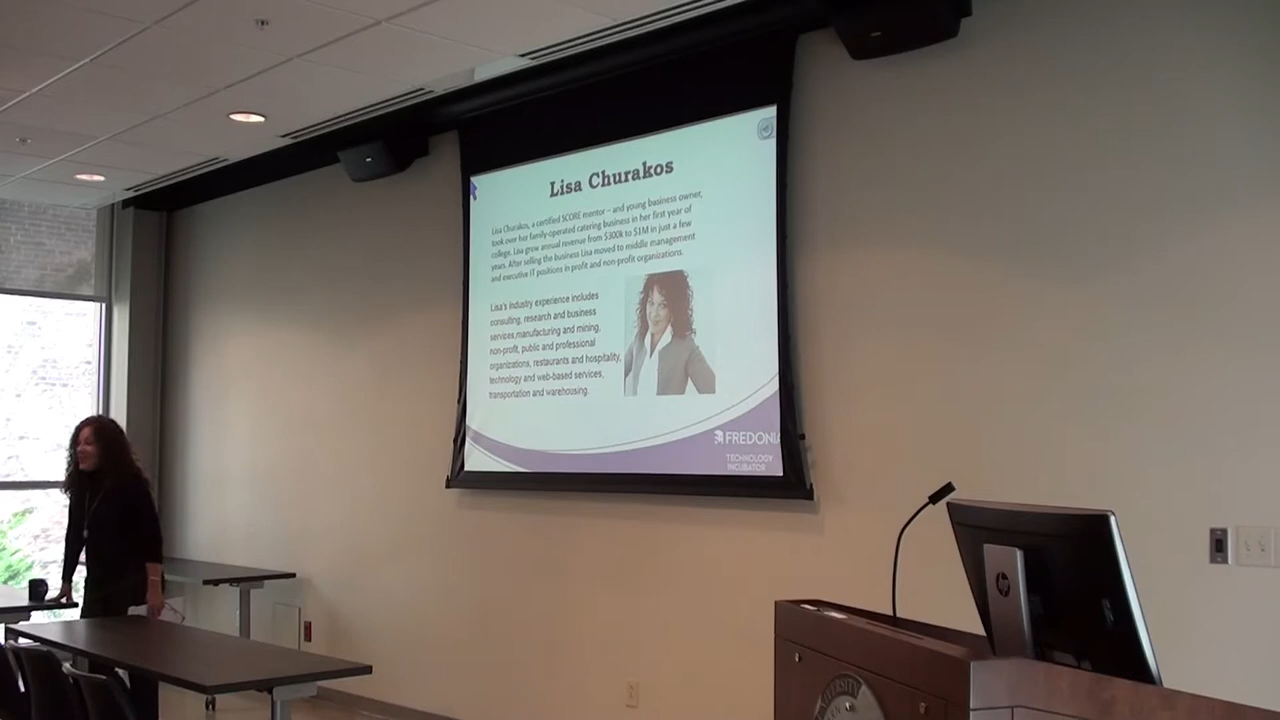 Lisa Churakos
Lisa Churakos, a certified SCORE mentor – and young business owner,
took over her family-operated catering business in her first year of
college. Lisa grew annual revenue from $300k to $1M in just a few
years. After selling the business Lisa moved to middle management
and executive IT positions in profit and non-profit organizations.
Lisa's industry experience includes
consulting, research and business
services,manufacturing and mining,
non-profit, public and professional
organizations, restaurants and hospitality,
technology and web-based services,
transportation and warehousing.
FREDONIA
TECHNOLOGY
INCUBATOR
hp